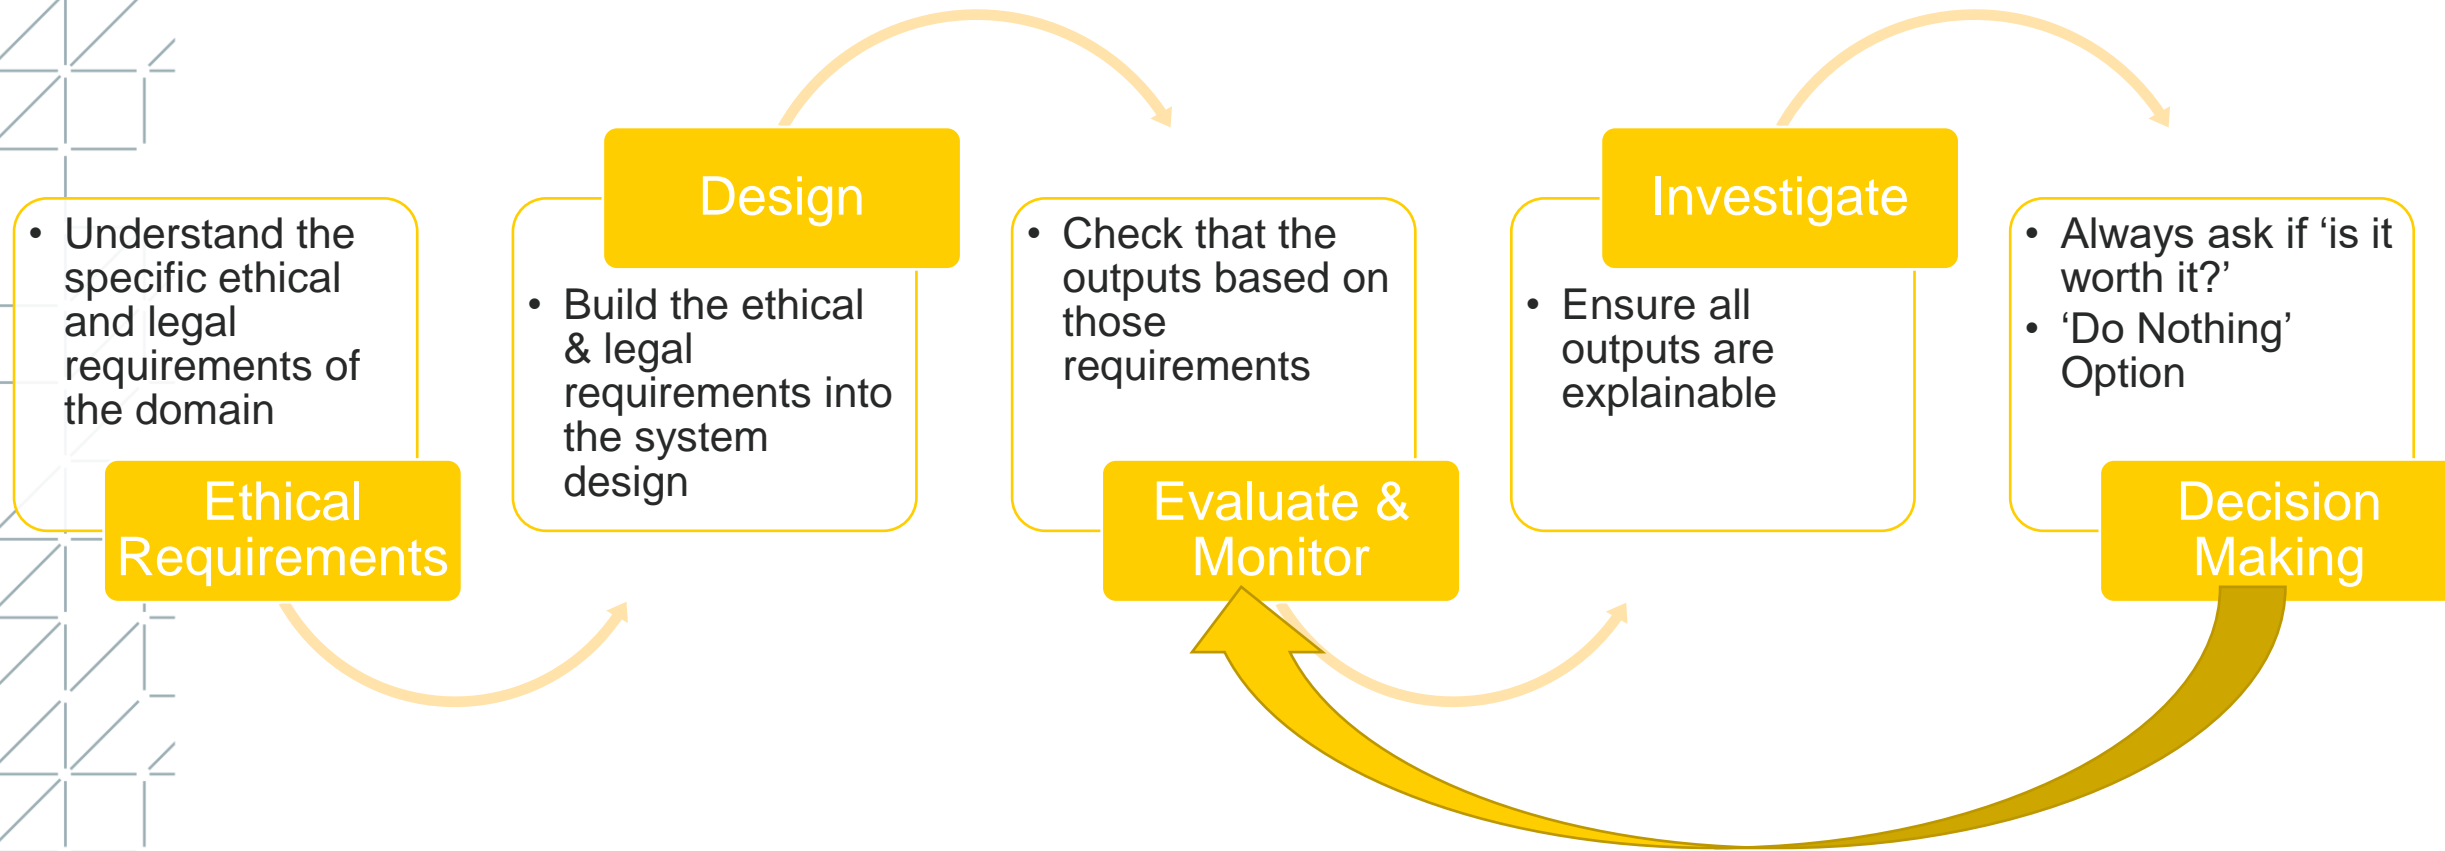 • Understand the
specific ethical
and legal
requirements of
the domain
Ethical
Requirements
Design
• Build the ethical
& legal
requirements into
the system
design
• Check that the
outputs based on
those
requirements
Evaluate &
Monitor
Investigate
• Ensure all
outputs are
explainable
• Always ask if ‘is it
worth it?’
• ‘Do Nothing’
Option
Decision
Making